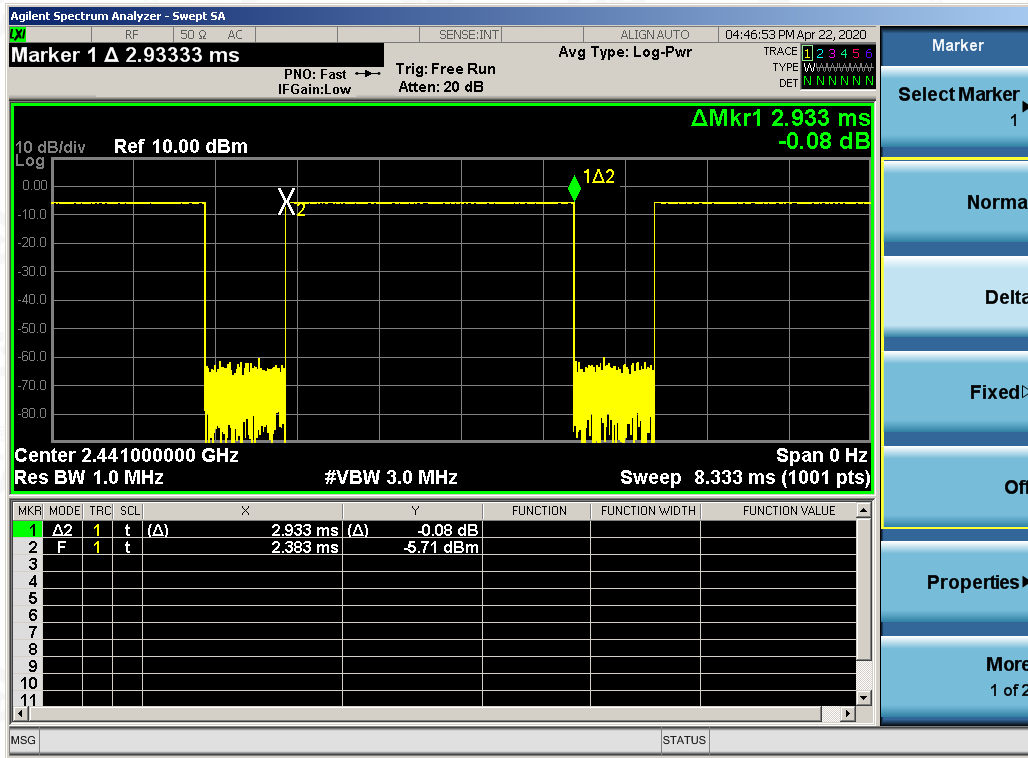 Agilent Spectrum Analyzer - Swept SA
LXI RF 50 Ω AC SENSE:INT ALIGN AUTO 04:46:53 PM Apr 22, 2020
Marker 1 Δ 2.93333 ms
PNO: Fast
IFGain:Low
Trig: Free Run
Atten: 20 dB
Avg Type: Log-Pwr
TRACE 1 2 3 4 5 6
TYPE WWWWWW
DET N N N N N N
ΔMkr1 2.933 ms
-0.08 dB
10 dB/div Ref 10.00 dBm
Log
0.00
-10.0
-20.0
-30.0
-40.0
-50.0
-60.0
-70.0
-80.0
X2
1Δ2
Center 2.441000000 GHz Span 0 Hz
Res BW 1.0 MHz #VBW 3.0 MHz Sweep 8.333 ms (1001 pts)
MKR MODE TRC SCL X Y FUNCTION FUNCTION WIDTH FUNCTION VALUE
1 Δ2 1 t (Δ) 2.933 ms (Δ) -0.08 dB
2 F 1 t 2.383 ms -5.71 dBm
3
4
5
6
7
8
9
10
11
MSG STATUS
Marker
Select Marker
1
Norma
Delta
Fixed
Off
Properties
More
1 of 2